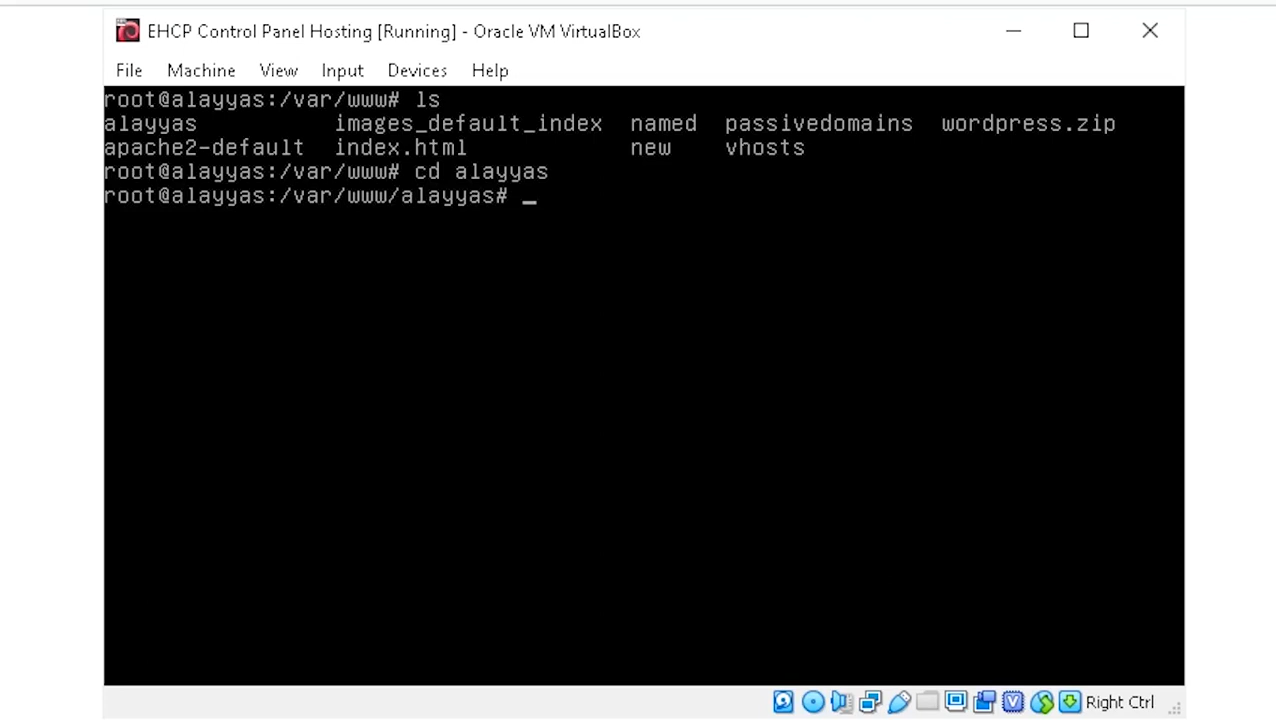 EHCP Control Panel Hosting [Running] - Oracle VM VirtualBox
File Machine View Input Devices Help
root@alayyas:/var/www# ls
alayyas images_default_index named passivedomains wordpress.zip
apache2-default index.html new vhosts
root@alayyas:/var/www# cd alayyas
root@alayyas:/var/www/alayyas# _
Right Ctrl